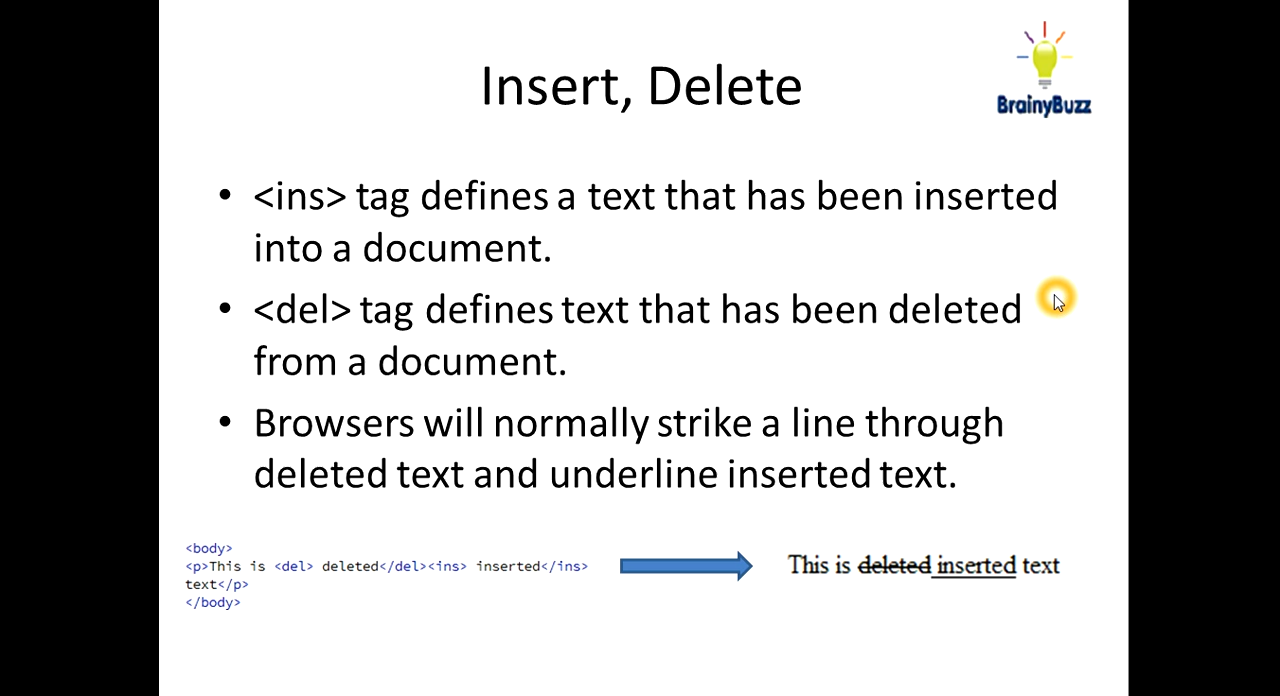 Insert, Delete
BrainyBuzz
• <ins> tag defines a text that has been inserted
into a document.
• <del> tag defines text that has been deleted
from a document.
• Browsers will normally strike a line through
deleted text and underline inserted text.
<body>
<p>This is <del> deleted</del><ins> inserted</ins>
text</p>
</body>
This is deleted inserted text